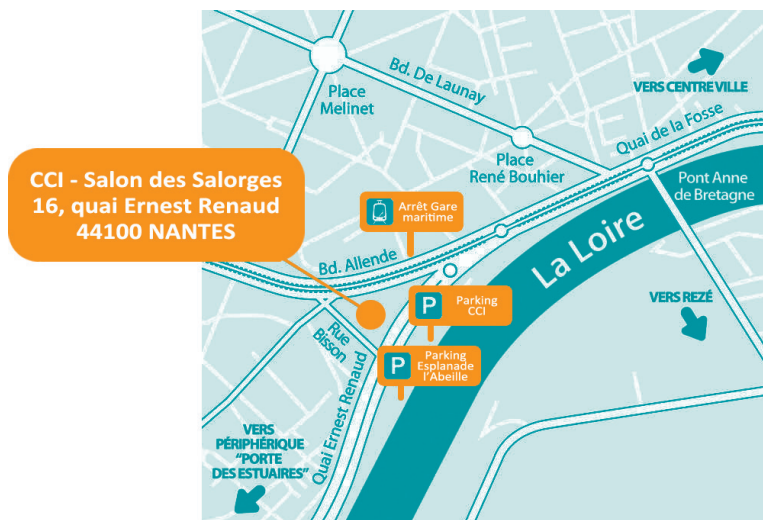 Bd. De Launay
VERS CENTRE VILLE
Place
Melinet
Quai de la Fosse
Place
René Bouhier
CCI - Salon des Salorges
16, quai Ernest Renaud
44100 NANTES
Pont Anne
de Bretagne
Arrêt Gare
maritime
La Loire
Bd. Allende
VERS REZÉ
P
Parking
CCI
Rue
Bisson
P
Parking
Esplanade
l'Abeille
Quai Ernest Renaud
VERS
PÉRIPHÉRIQUE
"PORTE
DES ESTUAIRES"